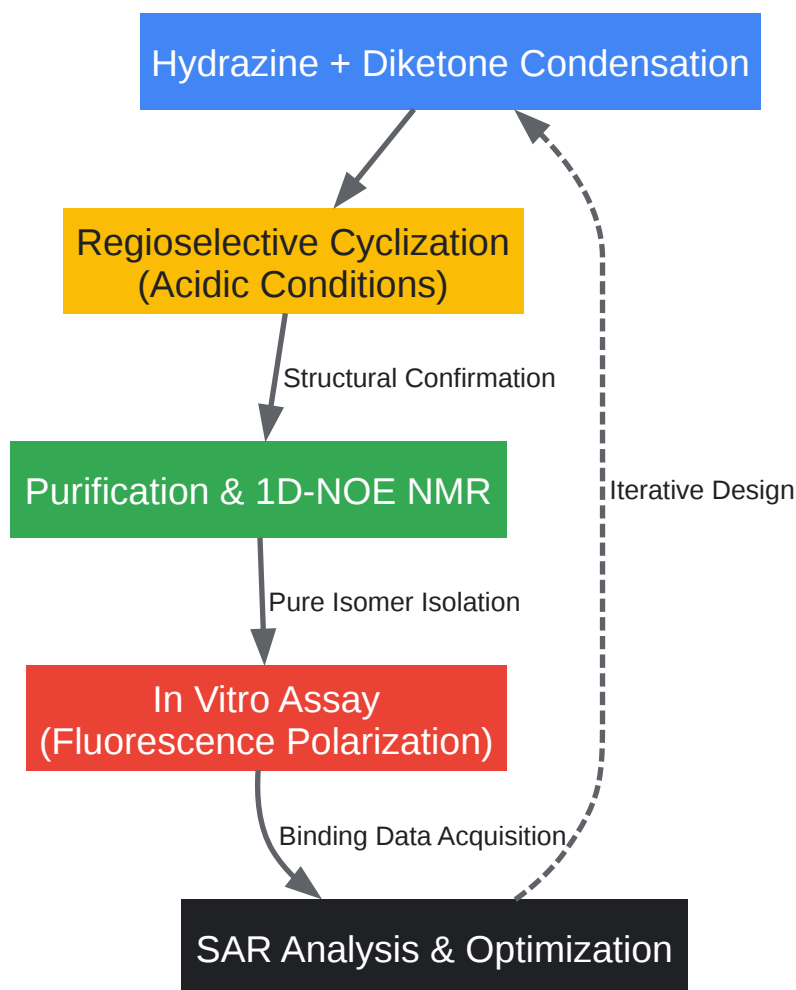 Hydrazine + Diketone Condensation
Regioselective Cyclization
(Acidic Conditions)
Structural Confirmation
Purification & 1D-NOE NMR
Iterative Design
Pure Isomer Isolation
In Vitro Assay
(Fluorescence Polarization)
Binding Data Acquisition
SAR Analysis & Optimization